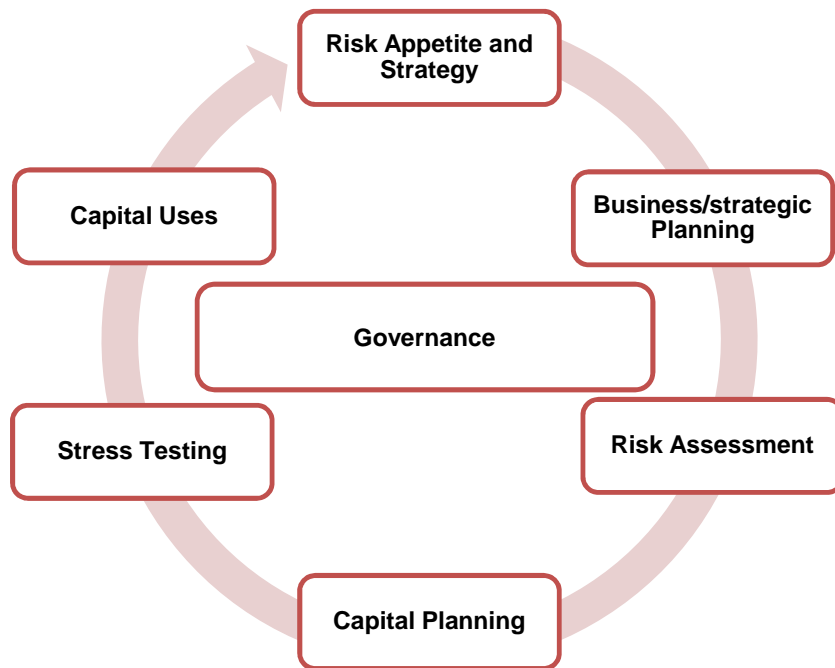 Risk Appetite and
Strategy
Business/strategic
Planning
Capital Uses
Governance
Risk Assessment
Stress Testing
Capital Planning